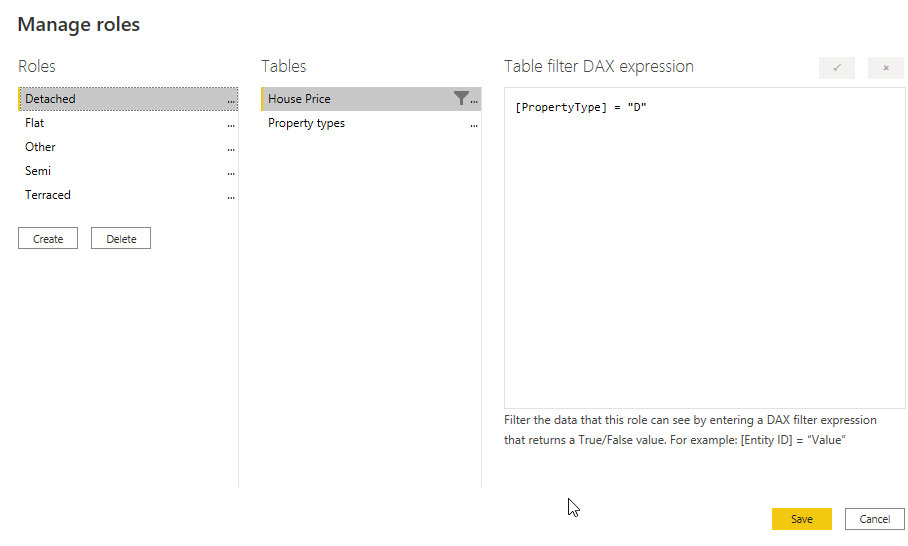 Manage roles
Roles
Tables
Table filter DAX expression
Detached ...
Flat ...
Other ...
Semi ...
Terraced ...
Create
Delete
House Price ...
Property types ...
[PropertyType] = "D"
Filter the data that this role can see by entering a DAX filter expression
that returns a True/False value. For example: [Entity ID] = “Value”
Save
Cancel